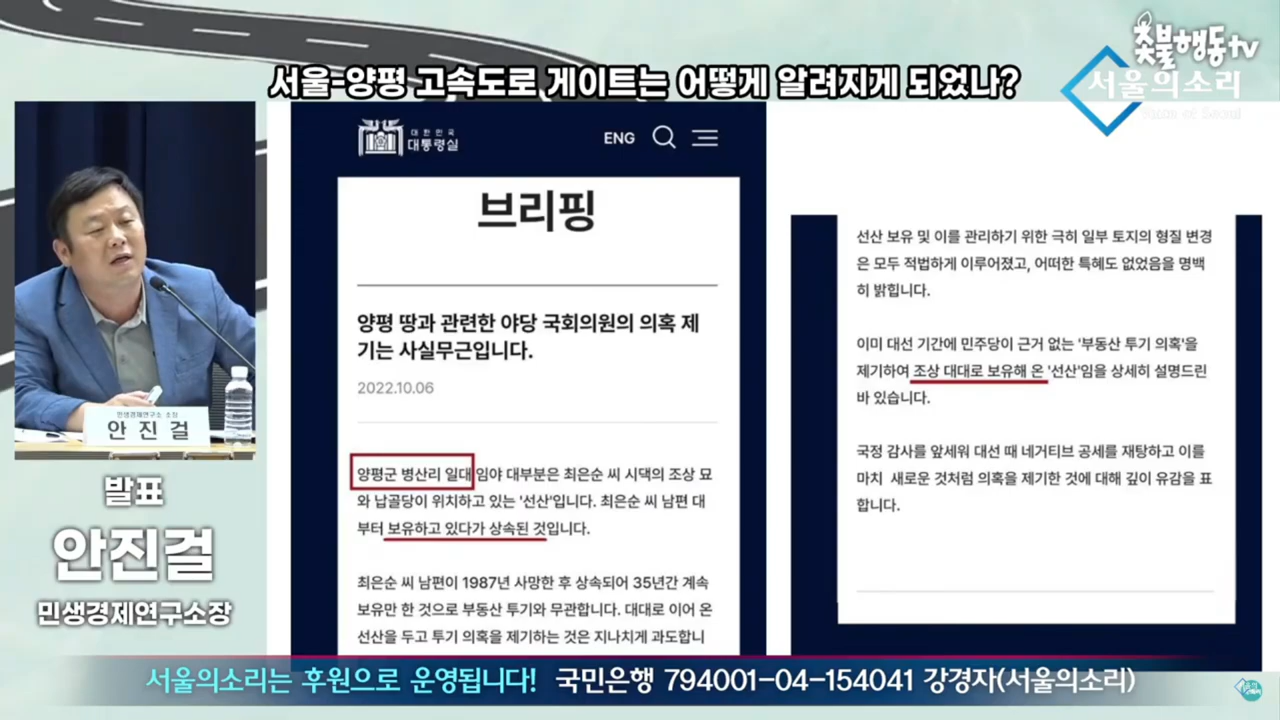 촛불행동tv
서울의소리
Voice of Seoul
서울-양평 고속도로 게이트는 어떻게 알려지게 되었나?
대한민국
대통령실
ENG
브리핑
양평 땅과 관련한 야당 국회의원의 의혹 제
기는 사실무근입니다.
2022.10.06
양평군 병산리 일대 임야 대부분은 최은순 씨 시댁의 조상 묘
와 납골당이 위치하고 있는 '선산'입니다. 최은순 씨 남편 대
부터 보유하고 있다가 상속된 것입니다.
최은순 씨 남편이 1987년 사망한 후 상속되어 35년간 계속
보유만 한 것으로 부동산 투기와 무관합니다. 대대로 이어 온
선산을 두고 투기 의혹을 제기하는 것은 지나치게 과도합니
선산 보유 및 이를 관리하기 위한 극히 일부 토지의 형질 변경
은 모두 적법하게 이루어졌고, 어떠한 특혜도 없었음을 명백
히 밝힙니다.
이미 대선 기간에 민주당이 근거 없는 '부동산 투기 의혹'을
제기하여 조상 대대로 보유해 온 '선산'임을 상세히 설명드린
바 있습니다.
국정 감사를 앞세워 대선 때 네거티브 공세를 재탕하고 이를
마치 새로운 것처럼 의혹을 제기한 것에 대해 깊이 유감을 표
합니다.
민생경제연구소 소장
안 진 걸
발표
안진걸
민생경제연구소장
서울의소리는 후원으로 운영됩니다! 국민은행 794001-04-154041 강경자(서울의소리)